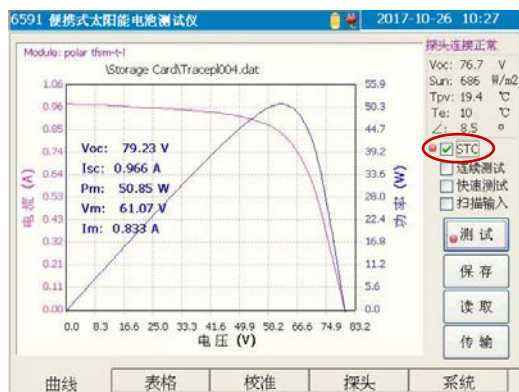 6591 便携式太阳能电池测试仪 2017-10-26 10:27
Module: polar tfsm-t-l
\Storage Card\Tracepl004.dat
探头连接正常
Voc: 76.7 V
Sun: 686 W/m2
Tpv: 19.4 ℃
Te: 10 ℃
∠: 8.5 °
STC
连续测试
快速测试
扫描输入
测 试
保 存
读 取
传 输
电 流 (A)
1.06
0.96
0.85
0.74
0.64
0.53
0.43
0.32
0.21
0.11
0.00
Voc: 79.23 V
Isc: 0.966 A
Pm: 50.85 W
Vm: 61.07 V
Im: 0.833 A
55.9
50.3
44.7
39.2
33.6
28.0
22.4
16.8
11.2
5.6
0.0
功 率 (W)
0.0 8.3 16.6 25.0 33.3 41.6 49.9 58.2 66.6 74.9 83.2
电 压 (V)
曲线 表格 校准 探头 系统